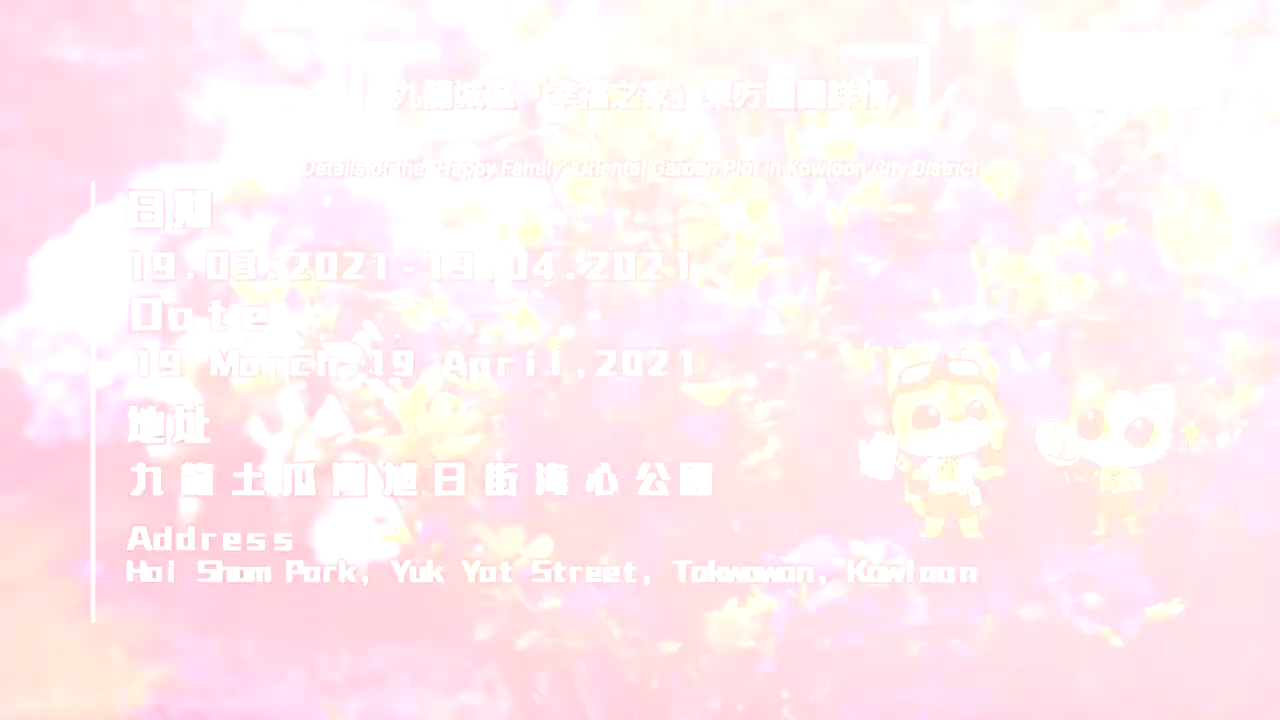 九龍城區「幸福之家」東方園圃詳情
Details of the "Happy Family" Oriental Garden Plot in Kowloon City District
日期
19.03.2021-19.04.2021
Date
19 March-19 April,2021
地址
九龍土瓜灣旭日街海心公園
Address
Hoi Sham Park, Yuk Yat Street, Tokwawan, Kowloon